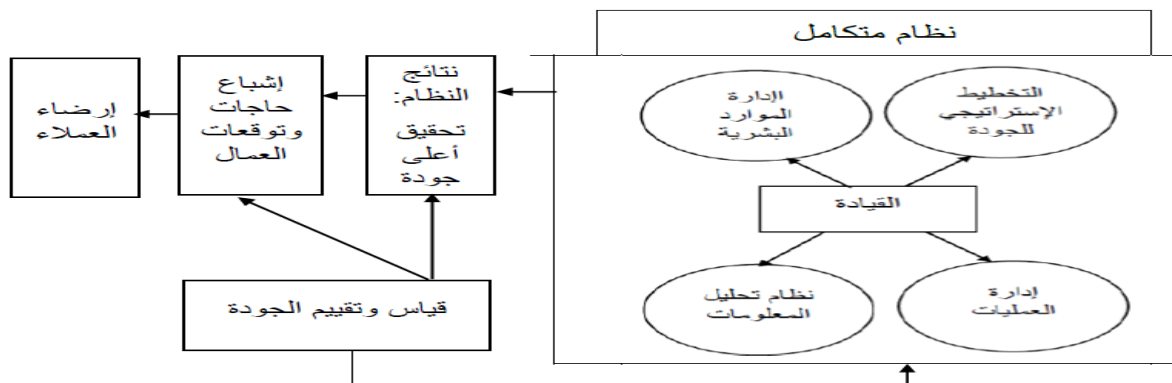 نظام متكامل
التخطيط
الإستراتيجي
للجودة
الإدارة
الموارد
البشرية
القيادة
إدارة
العمليات
نظام تحليل
المعلومات
نتائج
النظام:
تحقيق
أعلى
جودة
إشباع
حاجات
وتوقعات
العمال
إرضاء
العملاء
قياس وتقييم الجودة